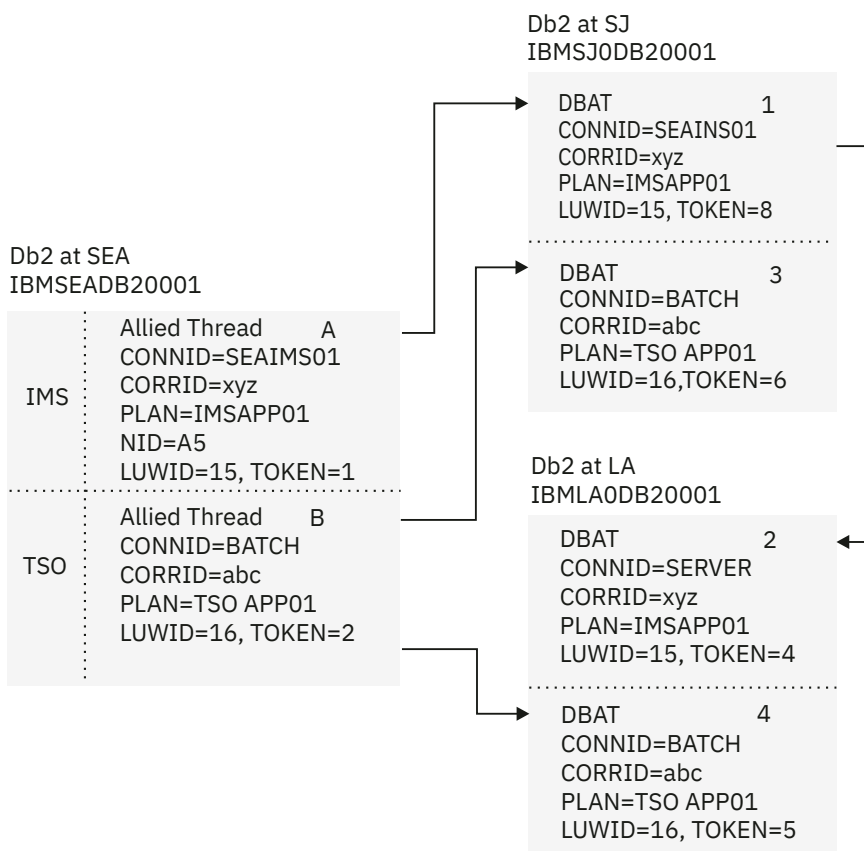 Db2 at SJ
IBMSJ0DB20001
DBAT 1
CONNID=SEAINS01
CORRID=xyz
PLAN=IMSAPP01
LUWID=15, TOKEN=8
DBAT 3
CONNID=BATCH
CORRID=abc
PLAN=TSO APP01
LUWID=16,TOKEN=6
Db2 at SEA
IBMSEADB20001
IMS
Allied Thread A
CONNID=SEAIMS01
CORRID=xyz
PLAN=IMSAPP01
NID=A5
LUWID=15, TOKEN=1
TSO
Allied Thread B
CONNID=BATCH
CORRID=abc
PLAN=TSO APP01
LUWID=16, TOKEN=2
Db2 at LA
IBMLA0DB20001
DBAT 2
CONNID=SERVER
CORRID=xyz
PLAN=IMSAPP01
LUWID=15, TOKEN=4
DBAT 4
CONNID=BATCH
CORRID=abc
PLAN=TSO APP01
LUWID=16, TOKEN=5